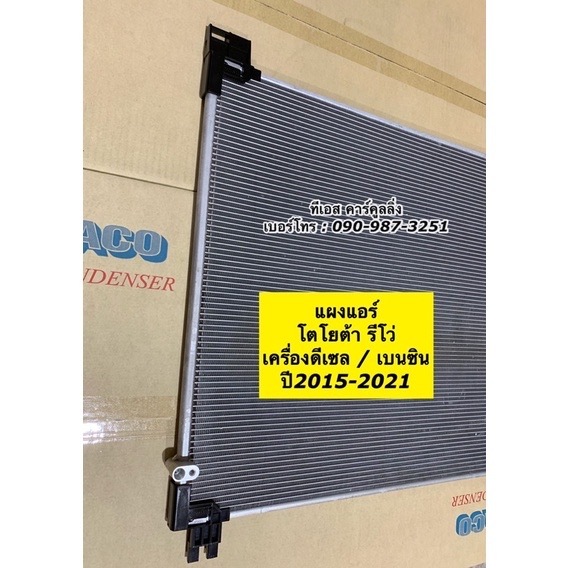 ทีเอส คาร์คูลลิ่ง
เบอร์โทร : 090-987-3251
ACO
NDENSER
แผงแอร์
โตโยต้า รีโว่
เครื่องดีเซล / เบนซิน
ปี2015-2021
CO